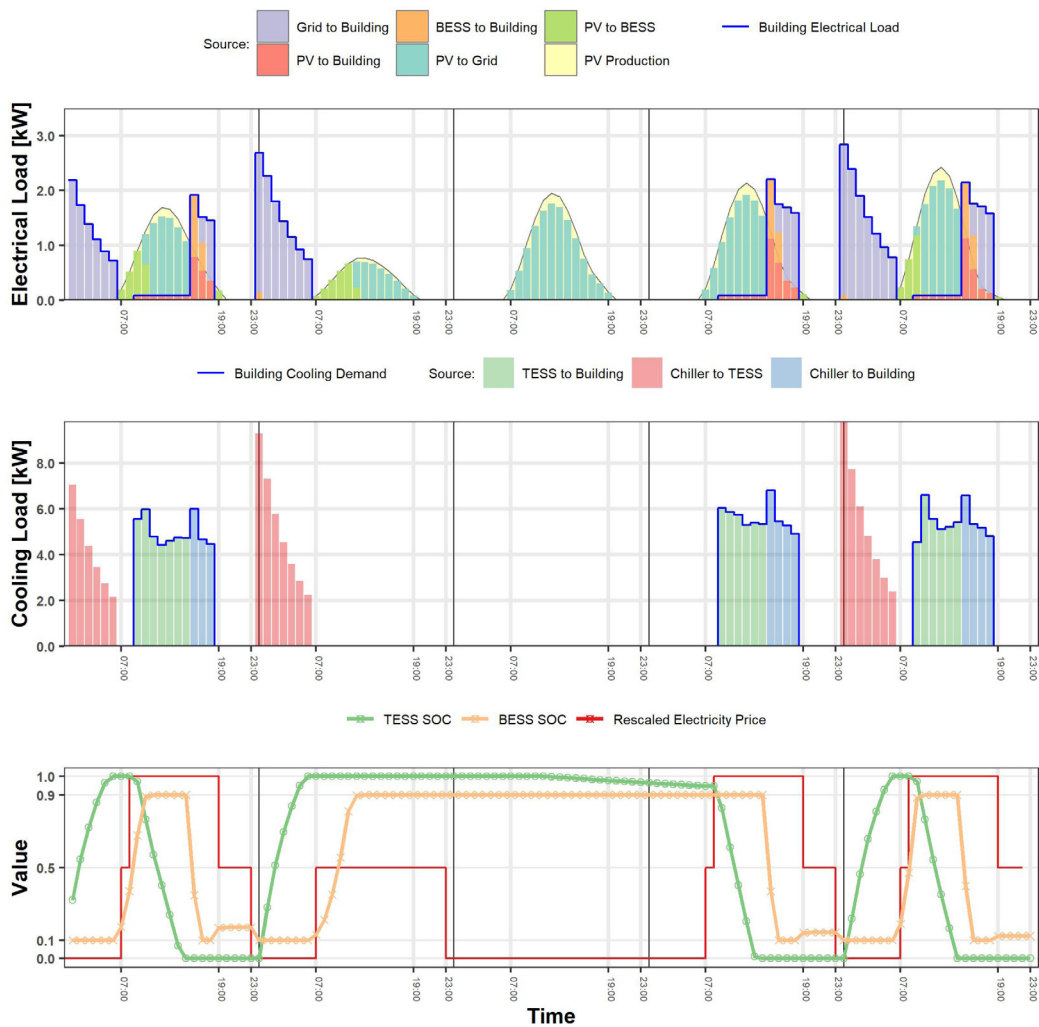 Source:
Grid to Building
BESS to Building
PV to BESS
Building Electrical Load
PV to Building
PV to Grid
PV Production
Electrical Load [kW]
3.0
2.0
1.0
0.0
07:00
19:00
23:00
07:00
19:00
23:00
07:00
19:00
23:00
07:00
19:00
23:00
07:00
19:00
23:00
Building Cooling Demand
Source:
TESS to Building
Chiller to TESS
Chiller to Building
Cooling Load [kW]
8.0
6.0
4.0
2.0
0.0
07:00
19:00
23:00
07:00
19:00
23:00
07:00
19:00
23:00
07:00
19:00
23:00
07:00
19:00
23:00
TESS SOC
BESS SOC
Rescaled Electricity Price
Value
1.0
0.9
0.5
0.1
0.0
07:00
19:00
23:00
07:00
19:00
23:00
07:00
19:00
23:00
07:00
19:00
23:00
07:00
19:00
23:00
Time